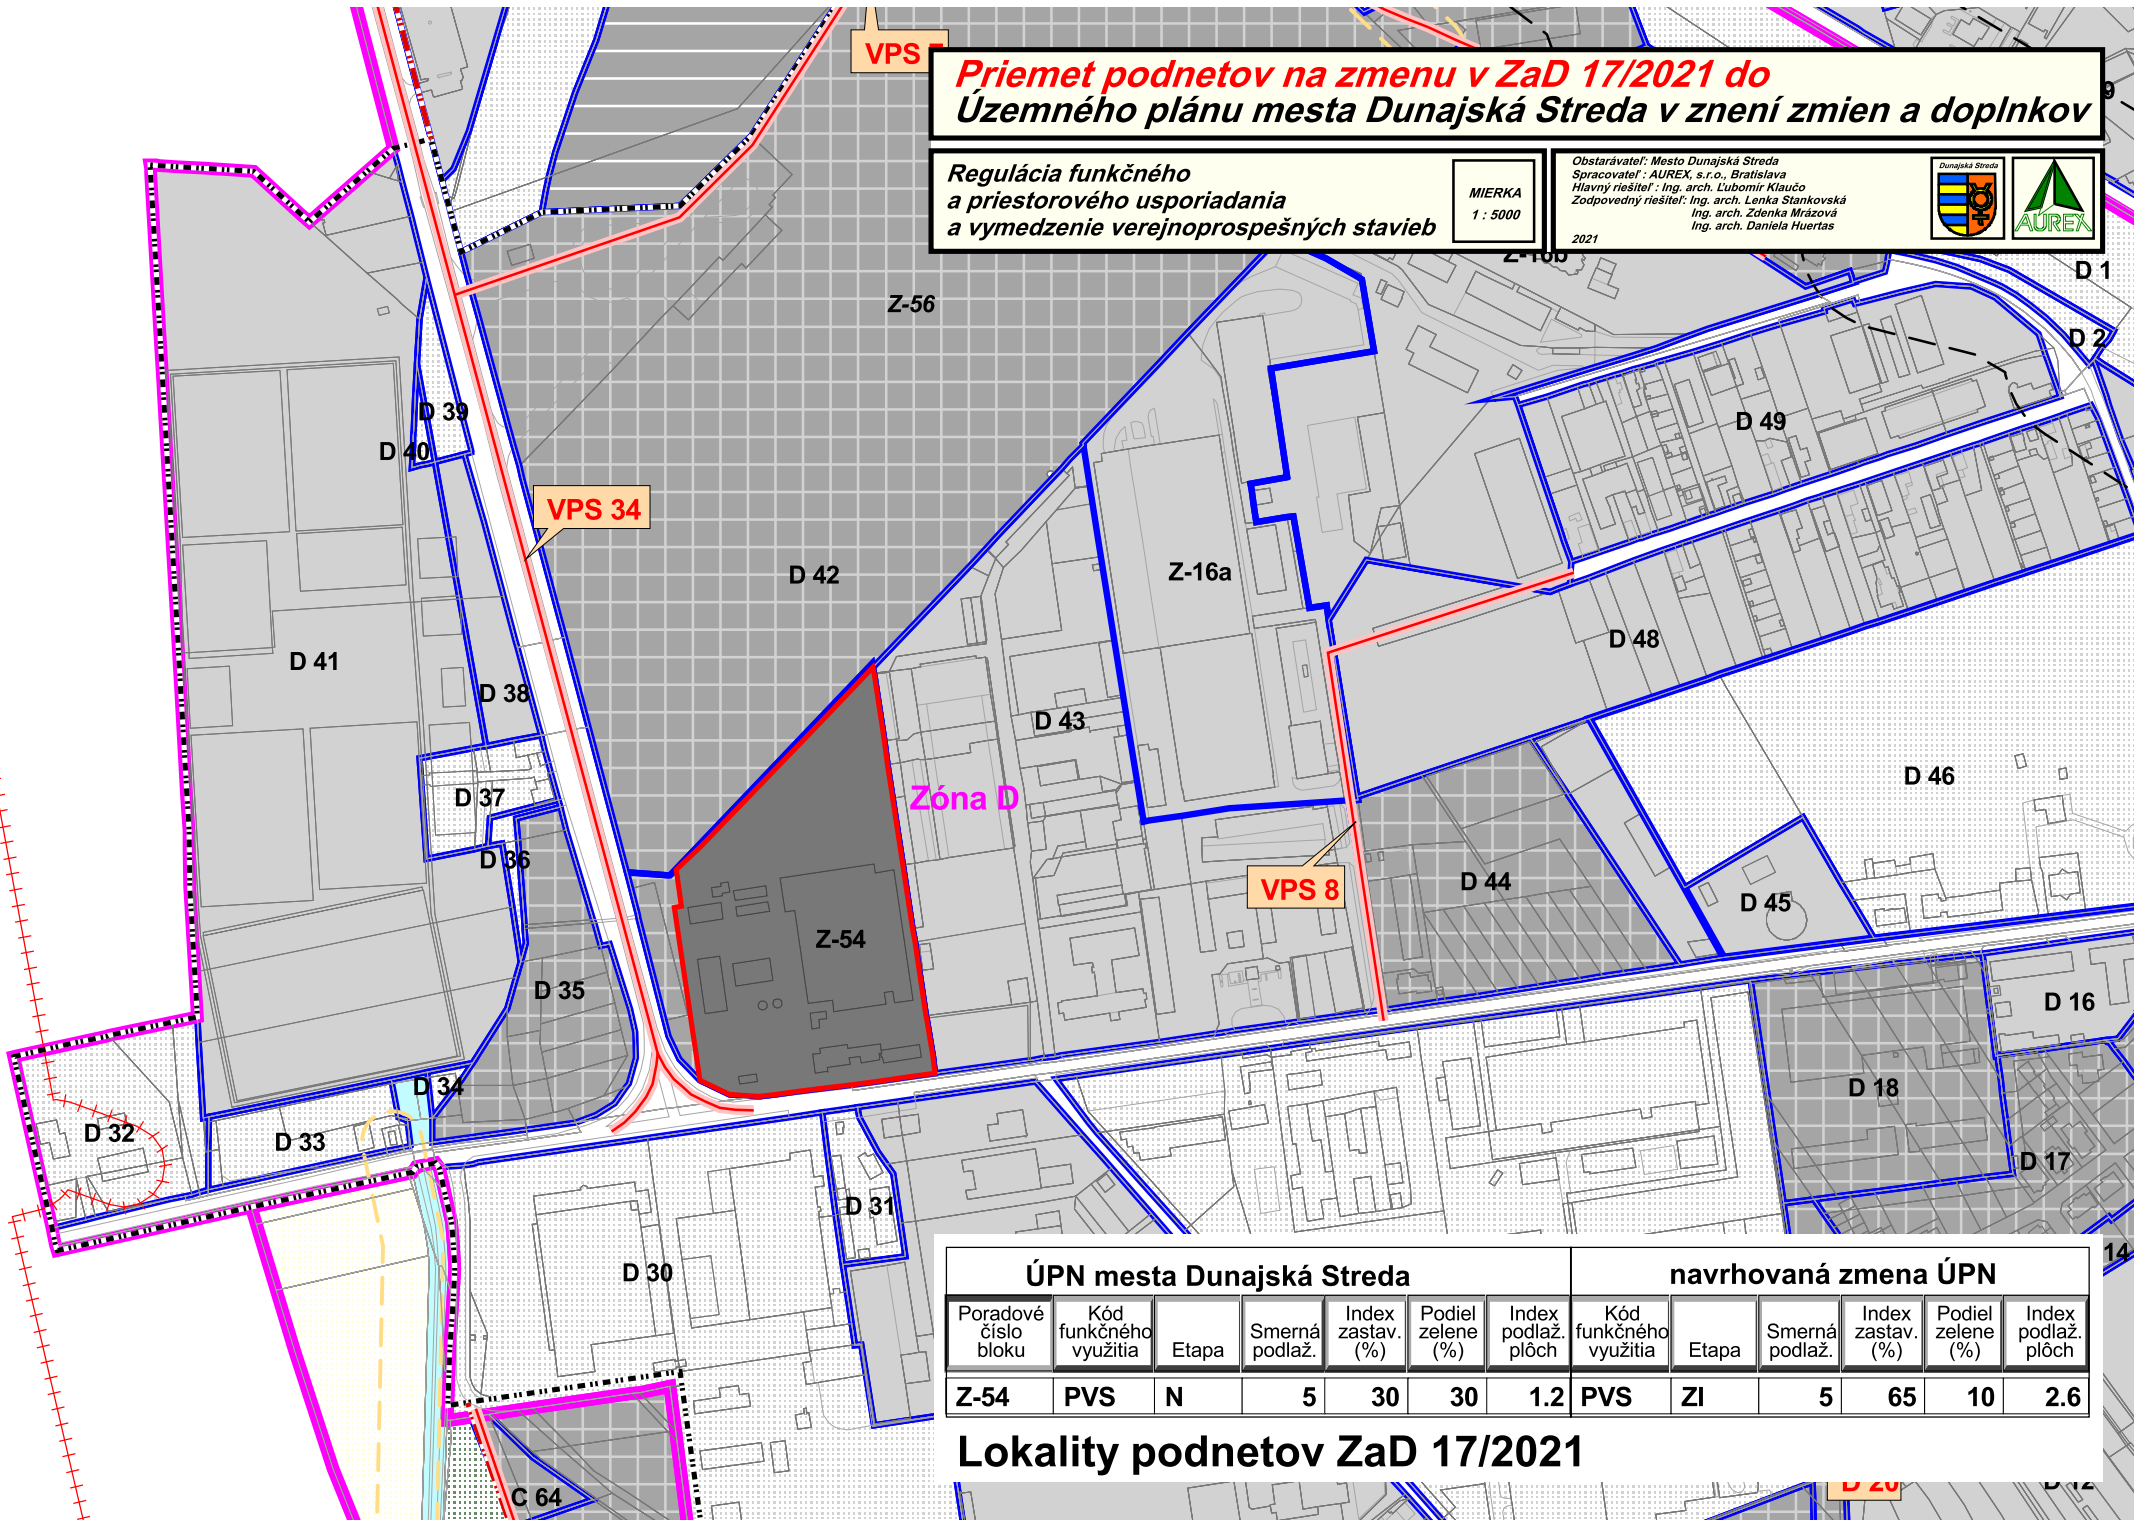 VPS
Priemet podnetov na zmenu v ZaD 17/2021 do
Územného plánu mesta Dunajská Streda v znení zmien a doplnkov
9
Regulácia funkčného
a priestorového usporiadania
a vymedzenie verejnoprospešných stavieb
MIERKA
1 : 5000
Obstarávateľ: Mesto Dunajská Streda
Spracovateľ : AUREX, s.r.o., Bratislava
Hlavný riešiteľ : Ing. arch. Ľubomír Klaučo
Zodpovedný riešiteľ: Ing. arch. Lenka Stankovská
Ing. arch. Zdenka Mrázová
Ing. arch. Daniela Huertas
2021
Dunajská Streda
AUREX
Z-16b
D 1
Z-56
D 2
D 39
D 49
D 40
VPS 34
D 42
Z-16a
D 48
D 41
D 38
D 43
D 46
D 37
Zóna D
D 36
D 44
VPS 8
D 45
Z-54
D 35
D 16
D 34
D 18
D 32
D 33
D 17
D 31
14
D 30
ÚPN mesta Dunajská Streda
navrhovaná zmena ÚPN
Poradové číslo bloku
Kód funkčného využitia
Etapa
Smerná podlaž.
Index zastav. (%)
Podiel zelene (%)
Index podlaž. plôch
Kód funkčného využitia
Etapa
Smerná podlaž.
Index zastav. (%)
Podiel zelene (%)
Index podlaž. plôch
Z-54 PVS N 5 30 30 1.2 PVS ZI 5 65 10 2.6
Lokality podnetov ZaD 17/2021
D 20
D 12
C 64